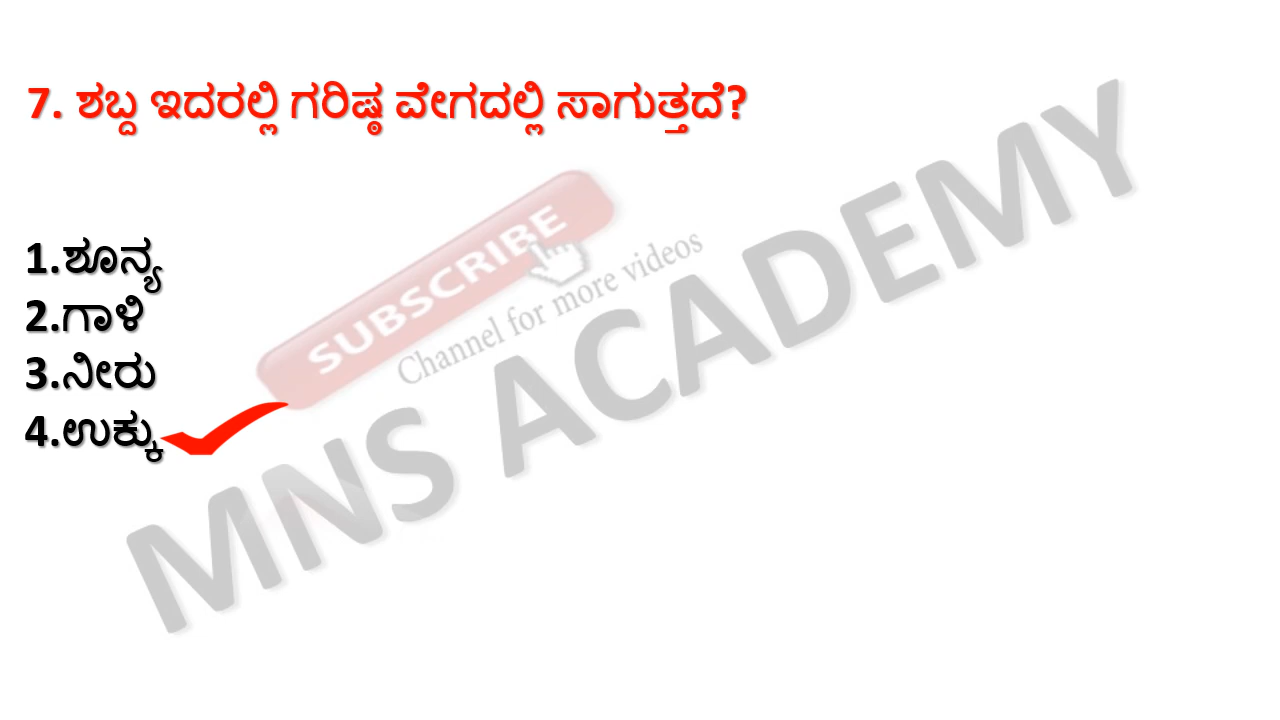 7. ಶಬ್ದ ಇದರಲ್ಲಿ ಗರಿಷ್ಠ ವೇಗದಲ್ಲಿ ಸಾಗುತ್ತದೆ?
1.ಶೂನ್ಯ
2.ಗಾಳಿ
3.ನೀರು
4.ಉಕ್ಕು
SUBSCRIBE
Channel for more videos
MNS ACADEMY